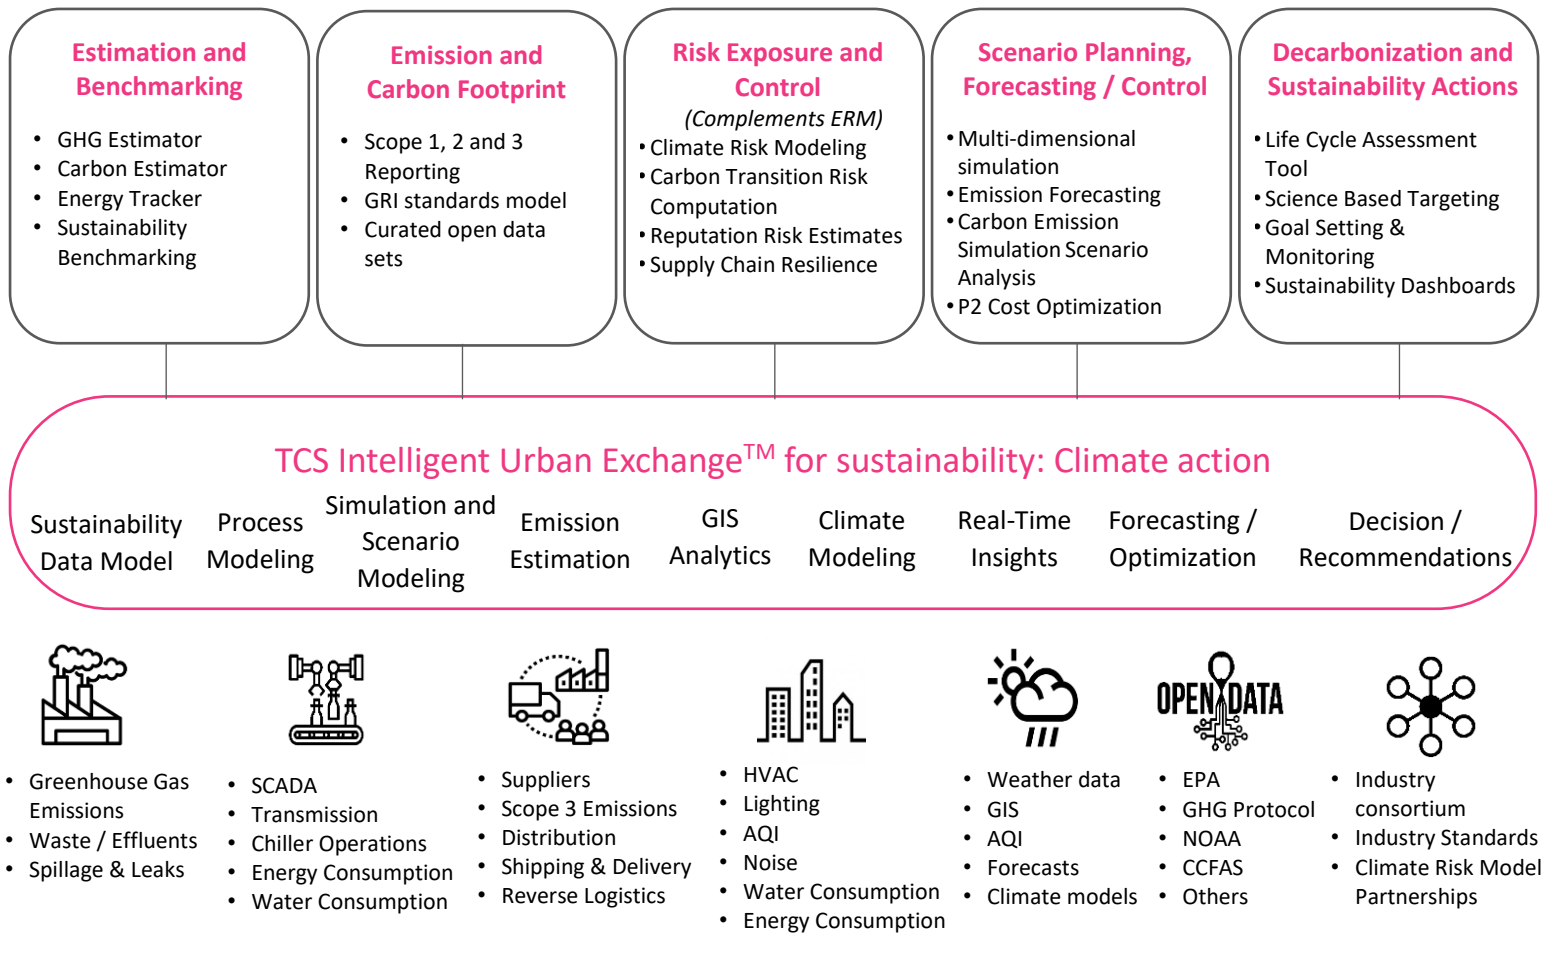 Estimation and
Benchmarking
• GHG Estimator
• Carbon Estimator
• Energy Tracker
• Sustainability
Benchmarking
Emission and
Carbon Footprint
• Scope 1, 2 and 3
Reporting
• GRI standards model
• Curated open data
sets
Risk Exposure and
Control
(Complements ERM)
• Climate Risk Modeling
• Carbon Transition Risk
Computation
• Reputation Risk Estimates
• Supply Chain Resilience
Scenario Planning,
Forecasting / Control
• Multi-dimensional
simulation
• Emission Forecasting
• Carbon Emission
Simulation Scenario
Analysis
• P2 Cost Optimization
Decarbonization and
Sustainability Actions
• Life Cycle Assessment
Tool
• Science Based Targeting
• Goal Setting &
Monitoring
• Sustainability Dashboards
TCS Intelligent Urban Exchange™ for sustainability: Climate action
Sustainability
Data Model
Process
Modeling
Simulation and
Scenario
Modeling
Emission
Estimation
GIS
Analytics
Climate
Modeling
Real-Time
Insights
Forecasting /
Optimization
Decision /
Recommendations
• Greenhouse Gas
Emissions
• Waste / Effluents
• Spillage & Leaks
• SCADA
• Transmission
• Chiller Operations
• Energy Consumption
• Water Consumption
• Suppliers
• Scope 3 Emissions
• Distribution
• Shipping & Delivery
• Reverse Logistics
• HVAC
• Lighting
• AQI
• Noise
• Water Consumption
• Energy Consumption
• Weather data
• GIS
• AQI
• Forecasts
• Climate models
OPEN DATA
• EPA
• GHG Protocol
• NOAA
• CCFAS
• Others
• Industry
consortium
• Industry Standards
• Climate Risk Model
Partnerships